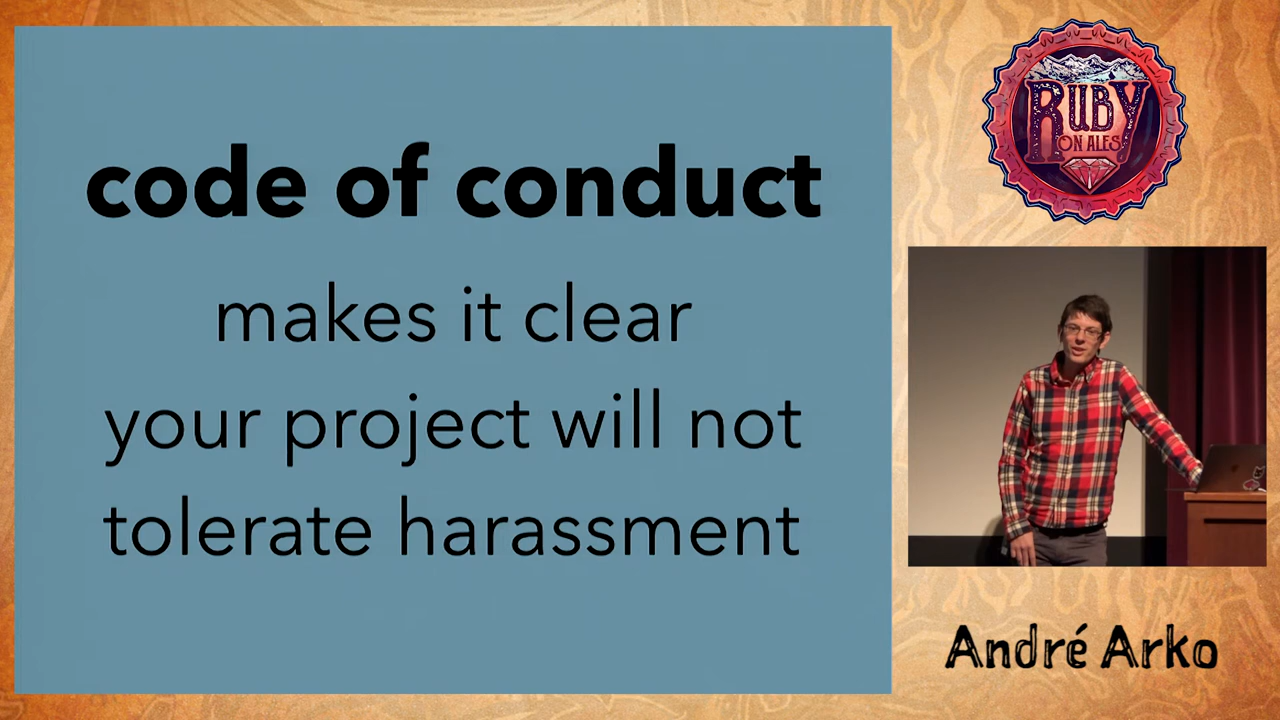 code of conduct
makes it clear
your project will not
tolerate harassment
RUBY
ON ALES
André Arko